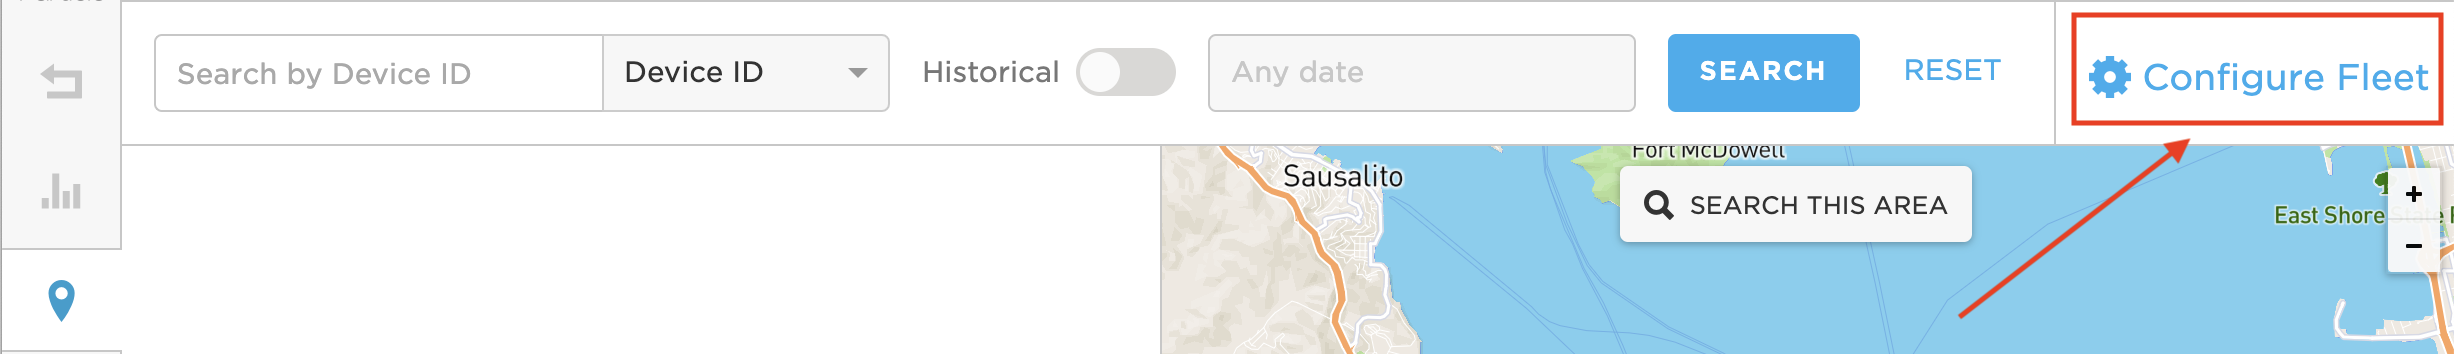 Search by Device ID
Device ID
Historical
Any date
SEARCH
RESET
Configure Fleet
Fort McDowell
Sausalito
SEARCH THIS AREA
East Shore State
+
−